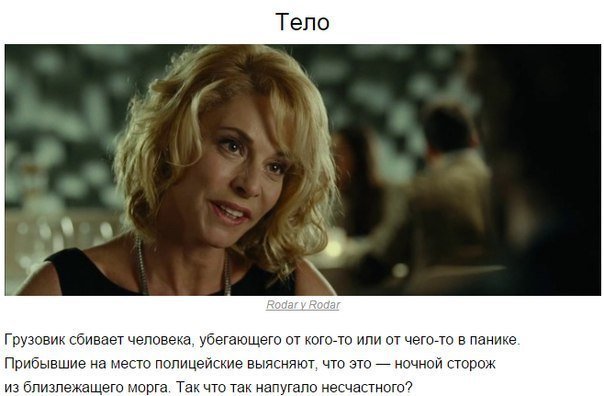 Тело
Rodar y Rodar
Грузовик сбивает человека, убегающего от кого-то или от чего-то в панике.
Прибывшие на место полицейские выясняют, что это — ночной сторож
из близлежащего морга. Так что так напугало несчастного?